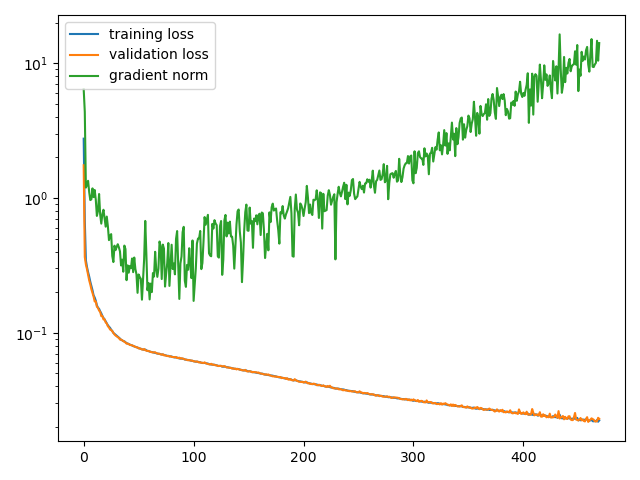 training loss
validation loss
gradient norm
10¹
10⁰
10⁻¹
0 100 200 300 400